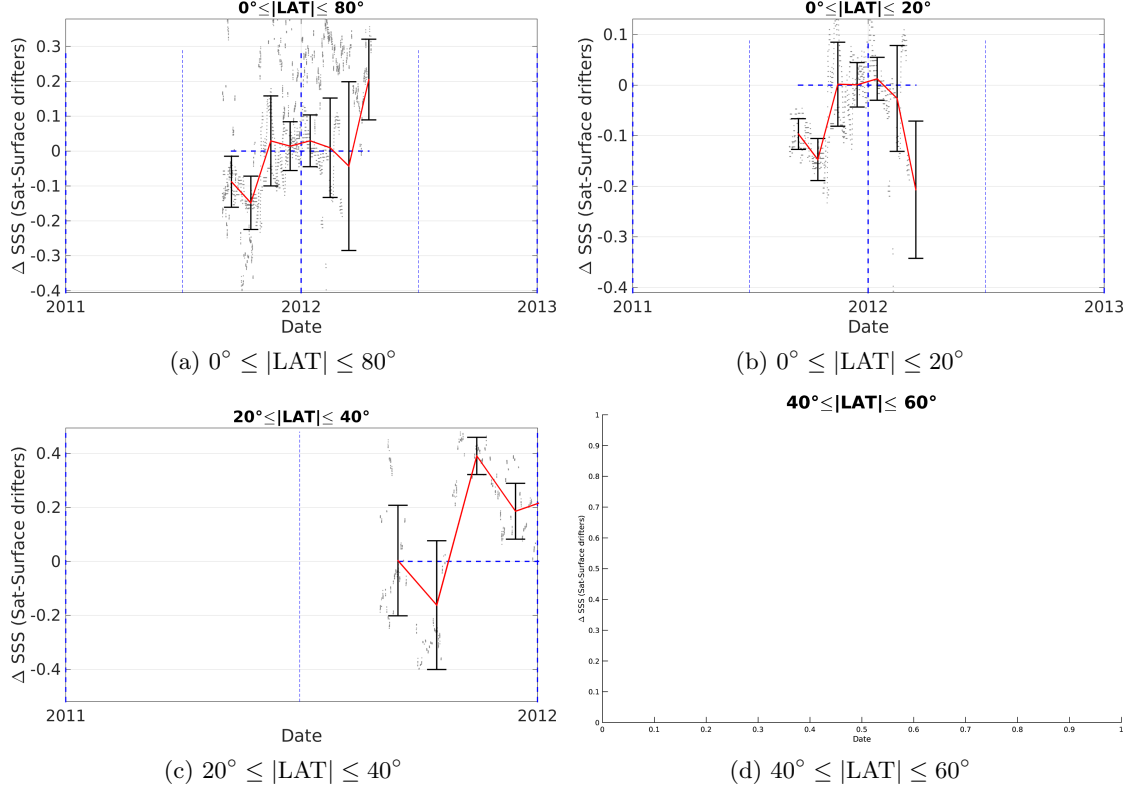 0°≤|LAT|≤ 80°
Δ SSS (Sat-Surface drifters)
0.3
0.2
0.1
0
-0.1
-0.2
-0.3
-0.4
2011
2012
2013
Date
(a) 0° ≤ |LAT| ≤ 80°
0°≤|LAT|≤ 20°
Δ SSS (Sat-Surface drifters)
0.1
0
-0.1
-0.2
-0.3
-0.4
2011
2012
2013
Date
(b) 0° ≤ |LAT| ≤ 20°
20°≤|LAT|≤ 40°
Δ SSS (Sat-Surface drifters)
0.4
0.2
0
-0.2
-0.4
2011
2012
Date
(c) 20° ≤ |LAT| ≤ 40°
40°≤|LAT|≤ 60°
Δ SSS (Sat-Surface drifters)
1
0.9
0.8
0.7
0.6
0.5
0.4
0.3
0.2
0.1
0
0 0.1 0.2 0.3 0.4 0.5 0.6 0.7 0.8 0.9 1
Date
(d) 40° ≤ |LAT| ≤ 60°